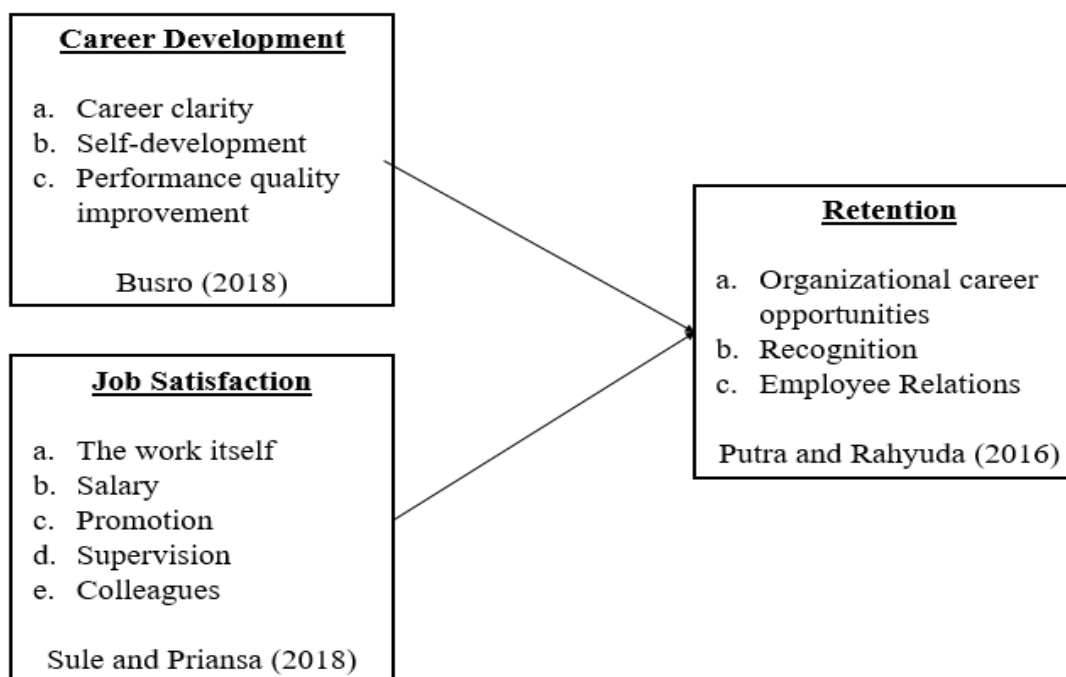 Career Development
a. Career clarity
b. Self-development
c. Performance quality
improvement
Busro (2018)
Job Satisfaction
a. The work itself
b. Salary
c. Promotion
d. Supervision
e. Colleagues
Sule and Priansa (2018)
Retention
a. Organizational career
opportunities
b. Recognition
c. Employee Relations
Putra and Rahyuda (2016)